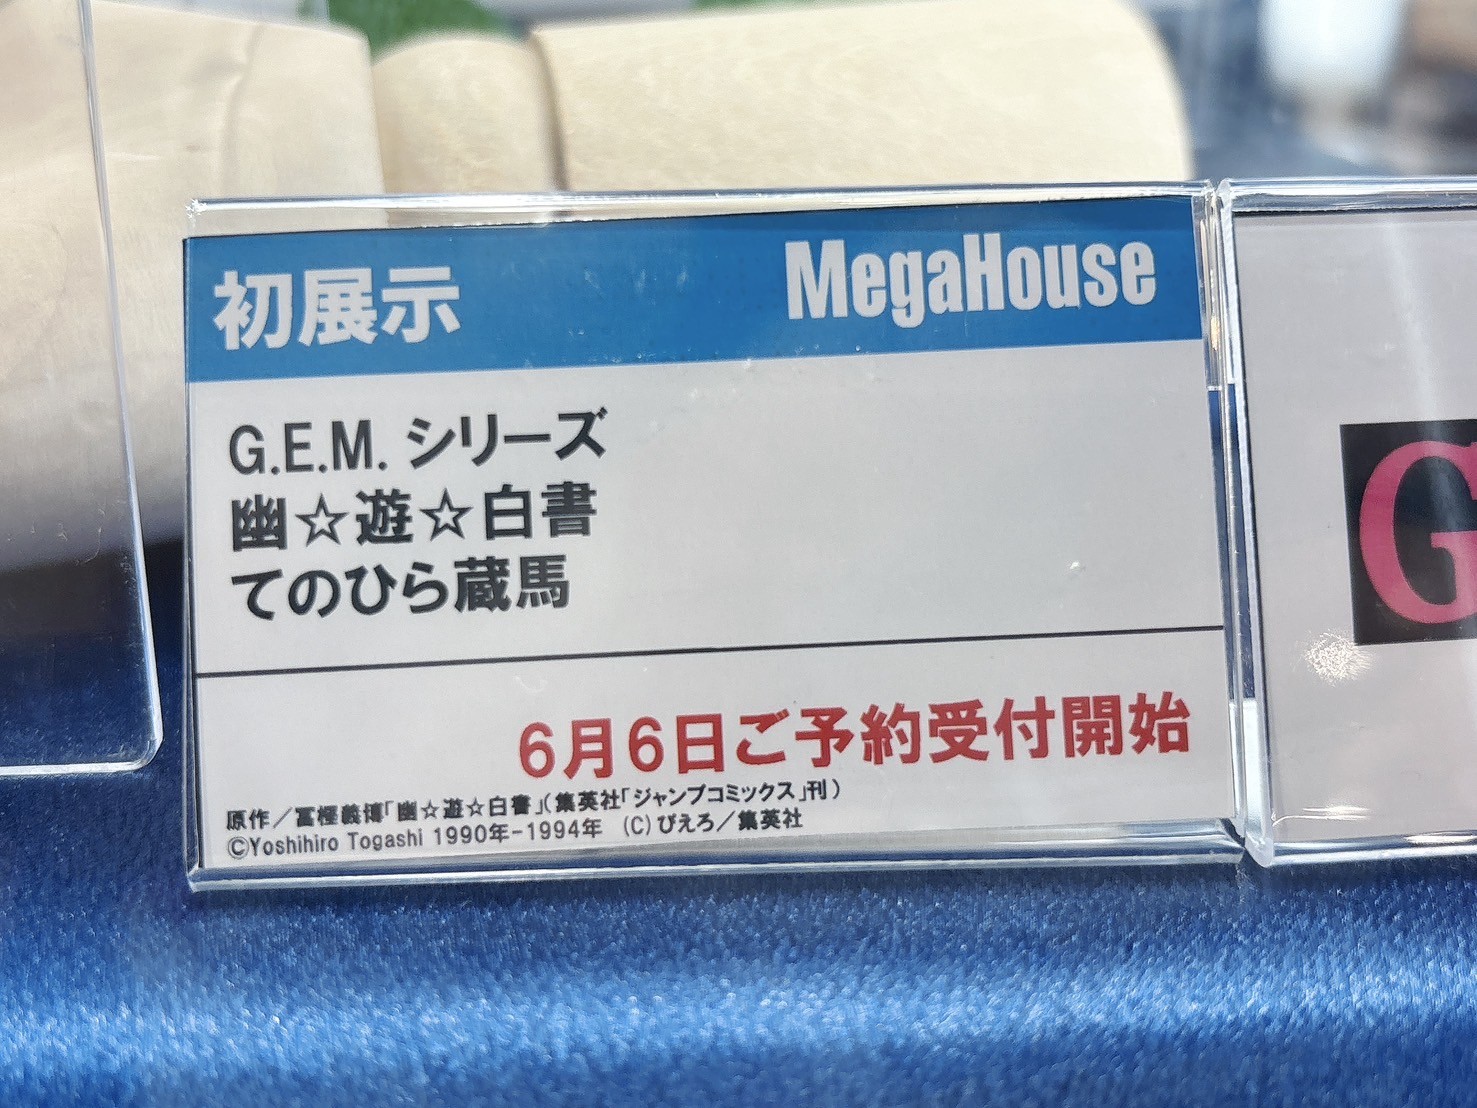 初展示 MegaHouse
G.E.M. シリーズ
幽☆遊☆白書
てのひら蔵馬
6月6日ご予約受付開始
原作／冨樫義博「幽☆遊☆白書」(集英社「ジャンプコミックス」刊)
©Yoshihiro Togashi 1990年-1994年 (C)ぴえろ／集英社
G